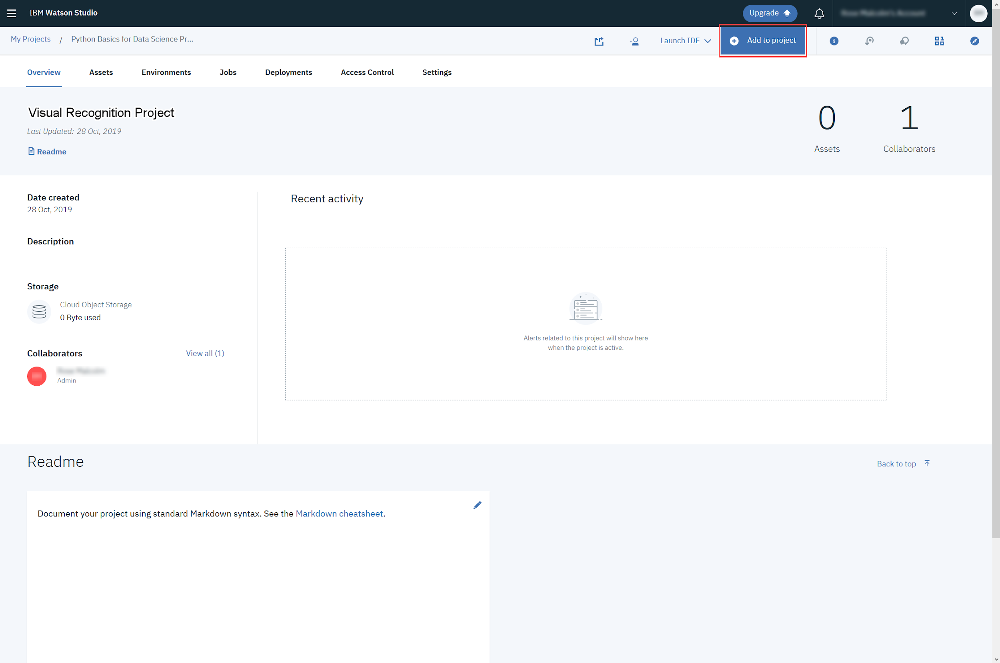 IBM Watson Studio
Upgrade
My Projects / Python Basics for Data Science Pr...
Launch IDE
Add to project
Overview Assets Environments Jobs Deployments Access Control Settings
Visual Recognition Project
Last Updated: 28 Oct, 2019
Readme
0
Assets
1
Collaborators
Date created
28 Oct, 2019
Description
Storage
Cloud Object Storage
0 Byte used
Collaborators
View all (1)
Admin
Recent activity
Alerts related to this project will show here
when the project is active.
Readme
Back to top
Document your project using standard Markdown syntax. See the Markdown cheatsheet.